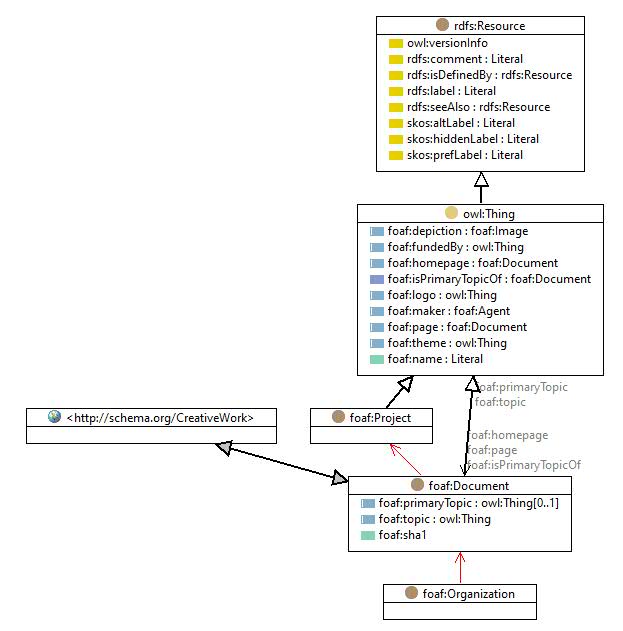 rdfs:Resource
owl:versionInfo
rdfs:comment : Literal
rdfs:isDefinedBy : rdfs:Resource
rdfs:label : Literal
rdfs:seeAlso : rdfs:Resource
skos:altLabel : Literal
skos:hiddenLabel : Literal
skos:prefLabel : Literal
owl:Thing
foaf:depiction : foaf:Image
foaf:fundedBy : owl:Thing
foaf:homepage : foaf:Document
foaf:isPrimaryTopicOf : foaf:Document
foaf:logo : owl:Thing
foaf:maker : foaf:Agent
foaf:page : foaf:Document
foaf:theme : owl:Thing
foaf:name : Literal
foaf:primaryTopic
foaf:topic
<http://schema.org/CreativeWork>
foaf:Project
foaf:homepage
foaf:page
foaf:isPrimaryTopicOf
foaf:Document
foaf:primaryTopic : owl:Thing[0..1]
foaf:topic : owl:Thing
foaf:sha1
foaf:Organization